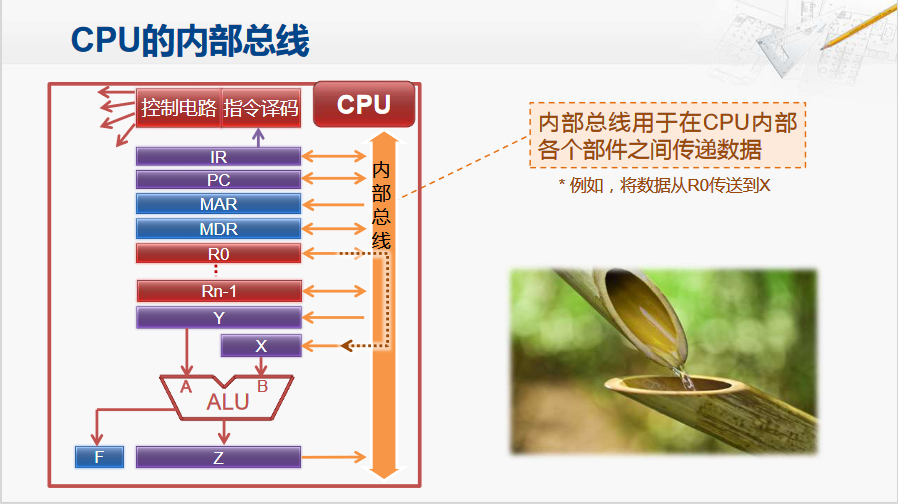 CPU的内部总线
控制电路
指令译码
CPU
IR
PC
MAR
MDR
R0
Rn-1
Y
X
A
B
ALU
F
Z
内
部
总
线
内部总线用于在CPU内部
各个部件之间传递数据
* 例如，将数据从R0传送到X